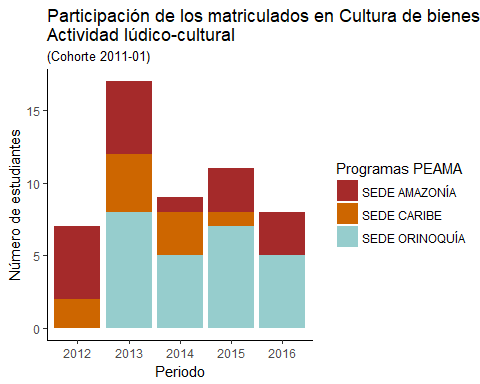 Participación de los matriculados en Cultura de bienes
Actividad lúdico-cultural
(Cohorte 2011-01)
Número de estudiantes
15
10
5
0
2012
2013
2014
2015
2016
Periodo
Programas PEAMA
SEDE AMAZONÍA
SEDE CARIBE
SEDE ORINOQUÍA